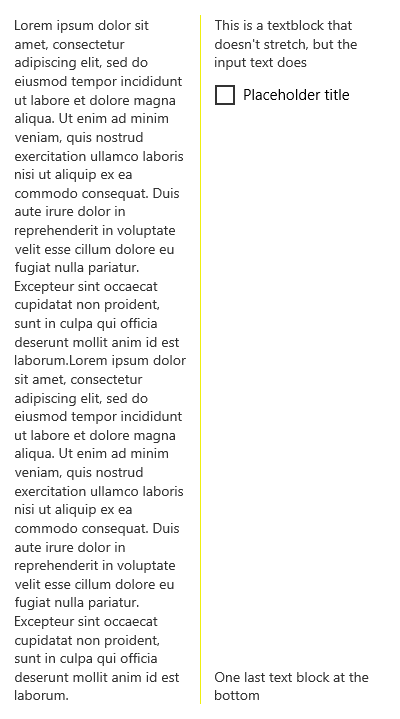 Lorem ipsum dolor sit
amet, consectetur
adipiscing elit, sed do
eiusmod tempor incididunt
ut labore et dolore magna
aliqua. Ut enim ad minim
veniam, quis nostrud
exercitation ullamco laboris
nisi ut aliquip ex ea
commodo consequat. Duis
aute irure dolor in
reprehenderit in voluptate
velit esse cillum dolore eu
fugiat nulla pariatur.
Excepteur sint occaecat
cupidatat non proident,
sunt in culpa qui officia
deserunt mollit anim id est
laborum.Lorem ipsum dolor
sit amet, consectetur
adipiscing elit, sed do
eiusmod tempor incididunt
ut labore et dolore magna
aliqua. Ut enim ad minim
veniam, quis nostrud
exercitation ullamco laboris
nisi ut aliquip ex ea
commodo consequat. Duis
aute irure dolor in
reprehenderit in voluptate
velit esse cillum dolore eu
fugiat nulla pariatur.
Excepteur sint occaecat
cupidatat non proident,
sunt in culpa qui officia
deserunt mollit anim id est
laborum.
This is a textblock that
doesn't stretch, but the
input text does
Placeholder title
One last text block at the
bottom